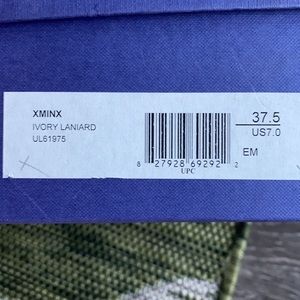 XMINX
IVORY LANIARD
UL61975
8 27928 69292 2
UPC
37.5
US7.0
EM